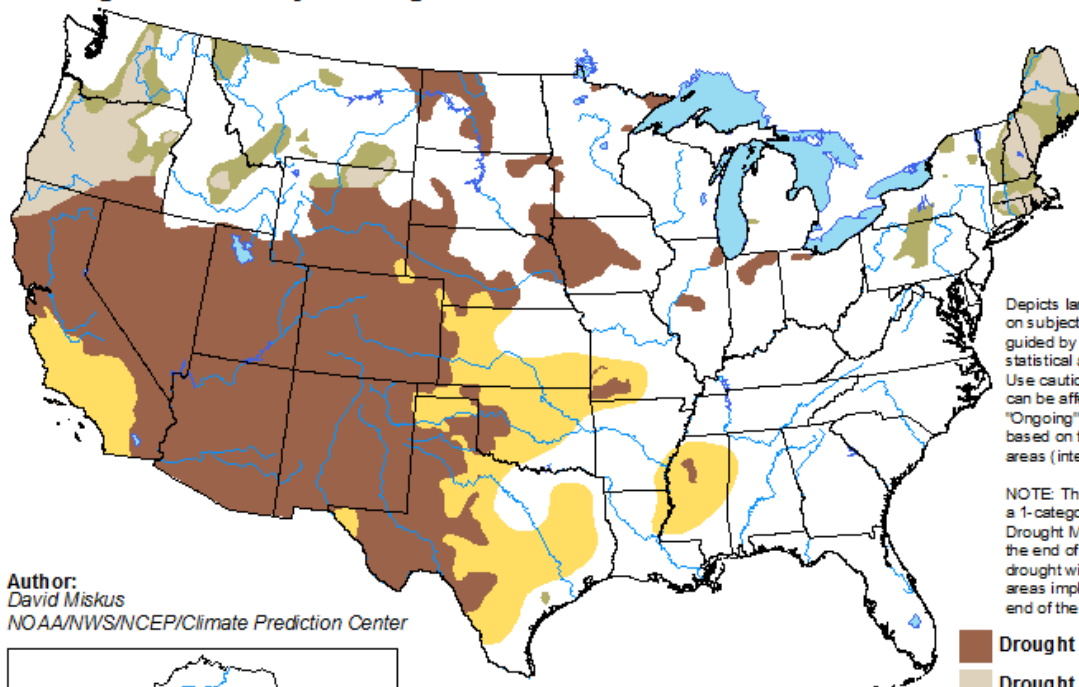 Depicts lar
on subject
guided by
statistical a
Use cautio
can be affe
"Ongoing"
based on t
areas (inte
NOTE: Th
a 1-catego
Drought M
the end of
drought wi
areas impl
end of the
Author:
David Miskus
NOAA/NWS/NCEP/Climate Prediction Center
Drought
Drought